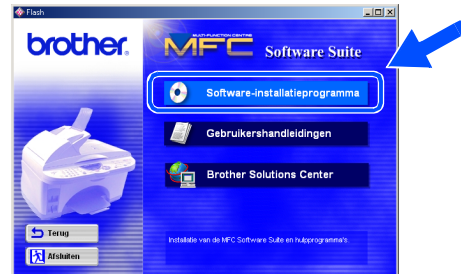 Flash
brother.
MULTI-FUNCTION CENTRE
MFC Software Suite
Software-installatieprogramma
Gebruikershandleidingen
Brother Solutions Center
Terug
Afsluiten
Installatie van de MFC Software Suite en hulpprogramma's.